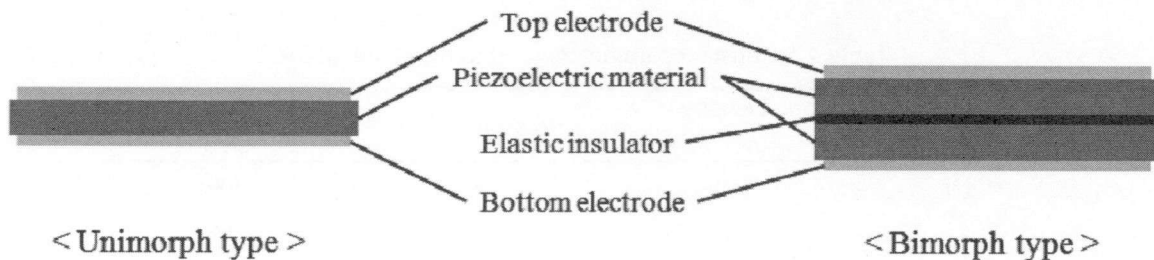 Top electrode
Piezoelectric material
Elastic insulator
Bottom electrode
< Unimorph type >
< Bimorph type >